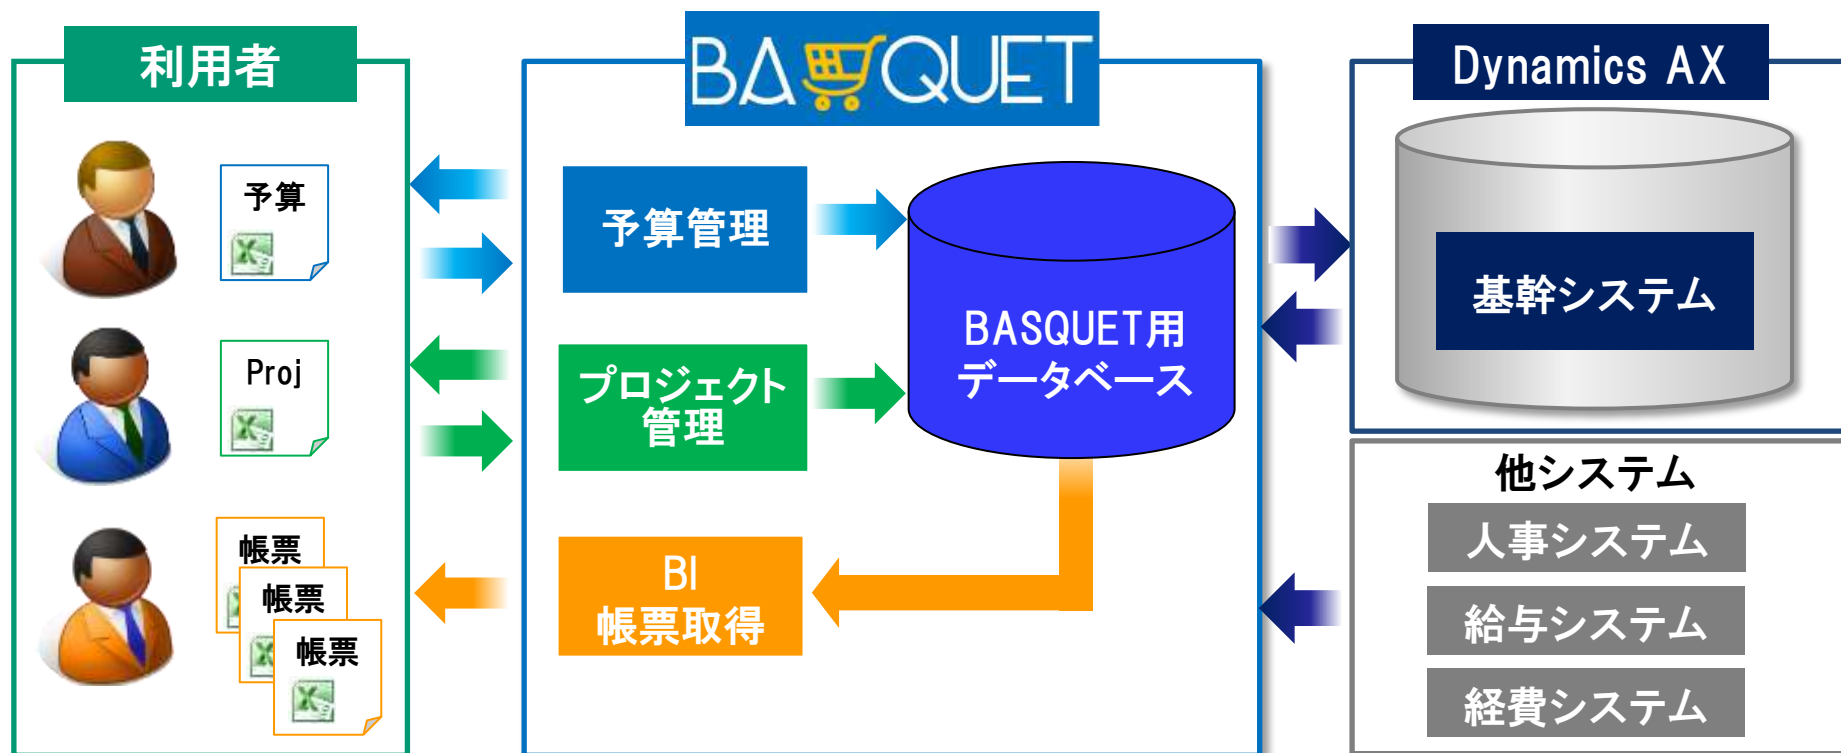 利用者
予算
Proj
帳票
帳票
帳票
BASQUET
予算管理
プロジェクト
管理
BI
帳票取得
BASQUET用
データベース
Dynamics AX
基幹システム
他システム
人事システム
給与システム
経費システム